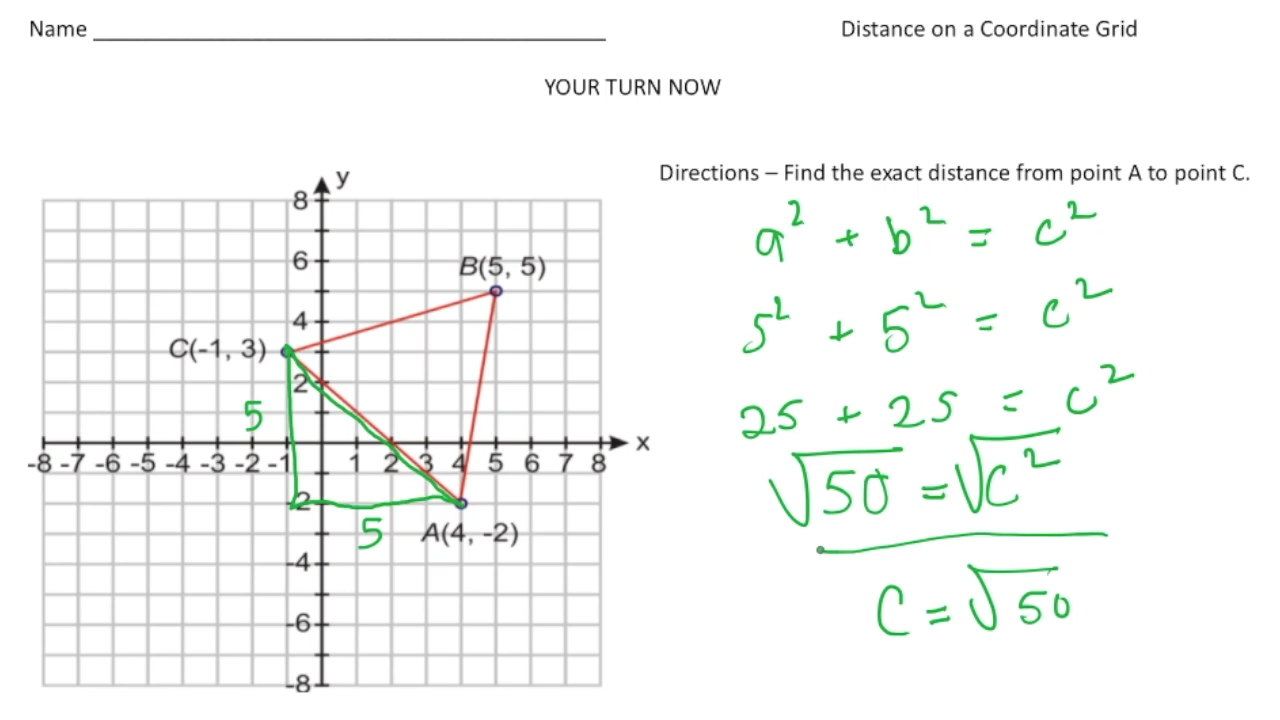 Name ____________________ Distance on a Coordinate Grid
YOUR TURN NOW
Directions – Find the exact distance from point A to point C.
y
8
6
B(5, 5)
4
C(-1, 3)
2
5
x
-8 -7 -6 -5 -4 -3 -2 -1 1 2 3 4 5 6 7 8
-2
5
A(4, -2)
-4
-6
-8
a² + b² = c²
5² + 5² = c²
25 + 25 = c²
√50 = √c²
C = √50